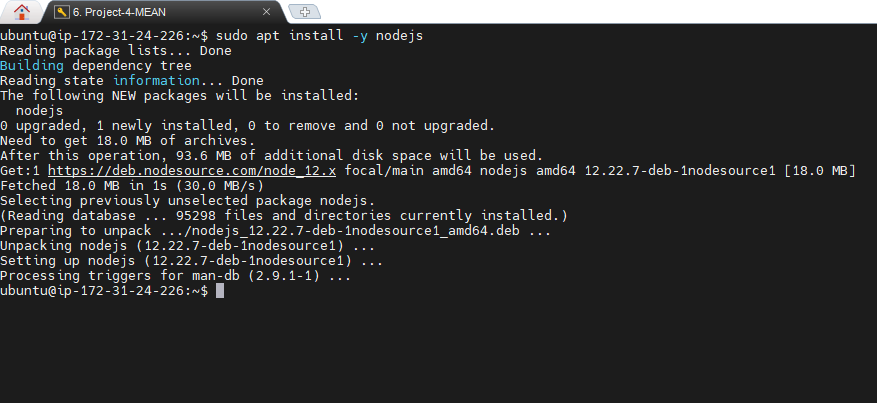 6. Project-4-MEAN
ubuntu@ip-172-31-24-226:~$ sudo apt install -y nodejs
Reading package lists... Done
Building dependency tree
Reading state information... Done
The following NEW packages will be installed:
  nodejs
0 upgraded, 1 newly installed, 0 to remove and 0 not upgraded.
Need to get 18.0 MB of archives.
After this operation, 93.6 MB of additional disk space will be used.
Get:1 https://deb.nodesource.com/node_12.x focal/main amd64 nodejs amd64 12.22.7-deb-1nodesource1 [18.0 MB]
Fetched 18.0 MB in 1s (30.0 MB/s)
Selecting previously unselected package nodejs.
(Reading database ... 95298 files and directories currently installed.)
Preparing to unpack .../nodejs_12.22.7-deb-1nodesource1_amd64.deb ...
Unpacking nodejs (12.22.7-deb-1nodesource1) ...
Setting up nodejs (12.22.7-deb-1nodesource1) ...
Processing triggers for man-db (2.9.1-1) ...
ubuntu@ip-172-31-24-226:~$